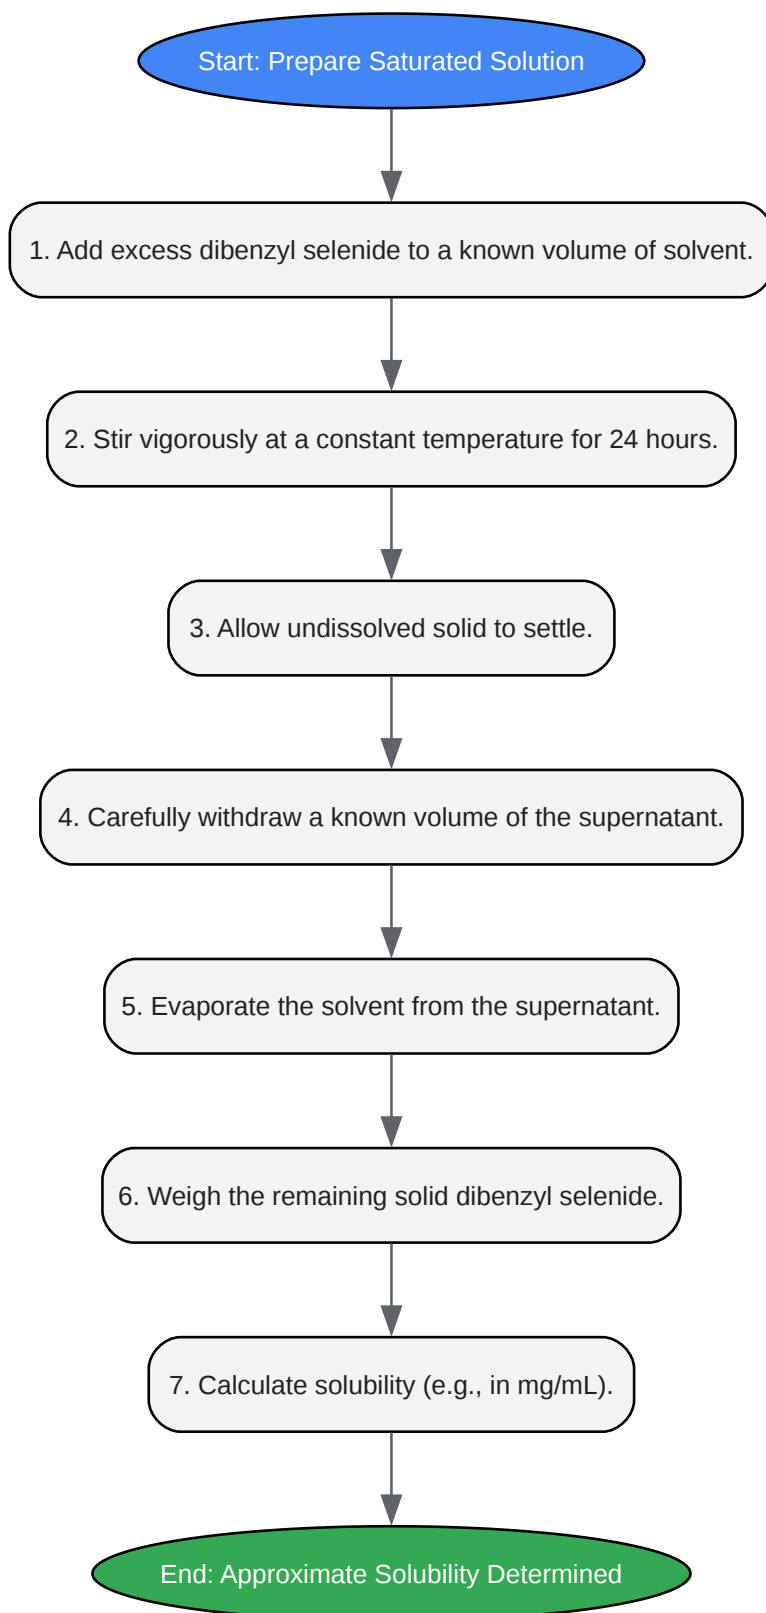 Start: Prepare Saturated Solution
1. Add excess dibenzyl selenide to a known volume of solvent.
2. Stir vigorously at a constant temperature for 24 hours.
3. Allow undissolved solid to settle.
4. Carefully withdraw a known volume of the supernatant.
5. Evaporate the solvent from the supernatant.
6. Weigh the remaining solid dibenzyl selenide.
7. Calculate solubility (e.g., in mg/mL).
End: Approximate Solubility Determined